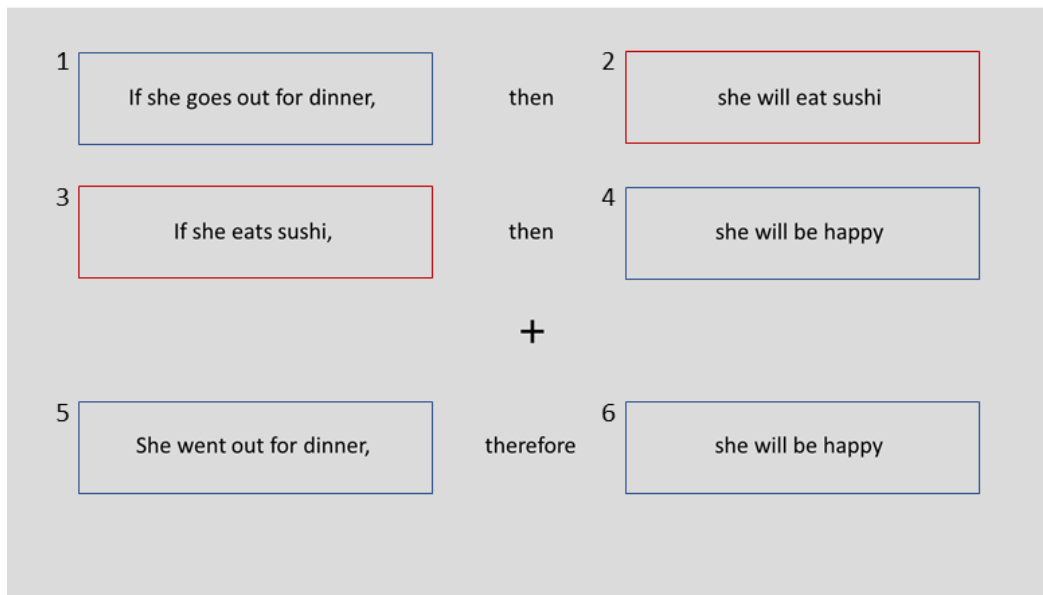 1
If she goes out for dinner,
then
2
she will eat sushi
3
If she eats sushi,
then
4
she will be happy
+
5
She went out for dinner,
therefore
6
she will be happy